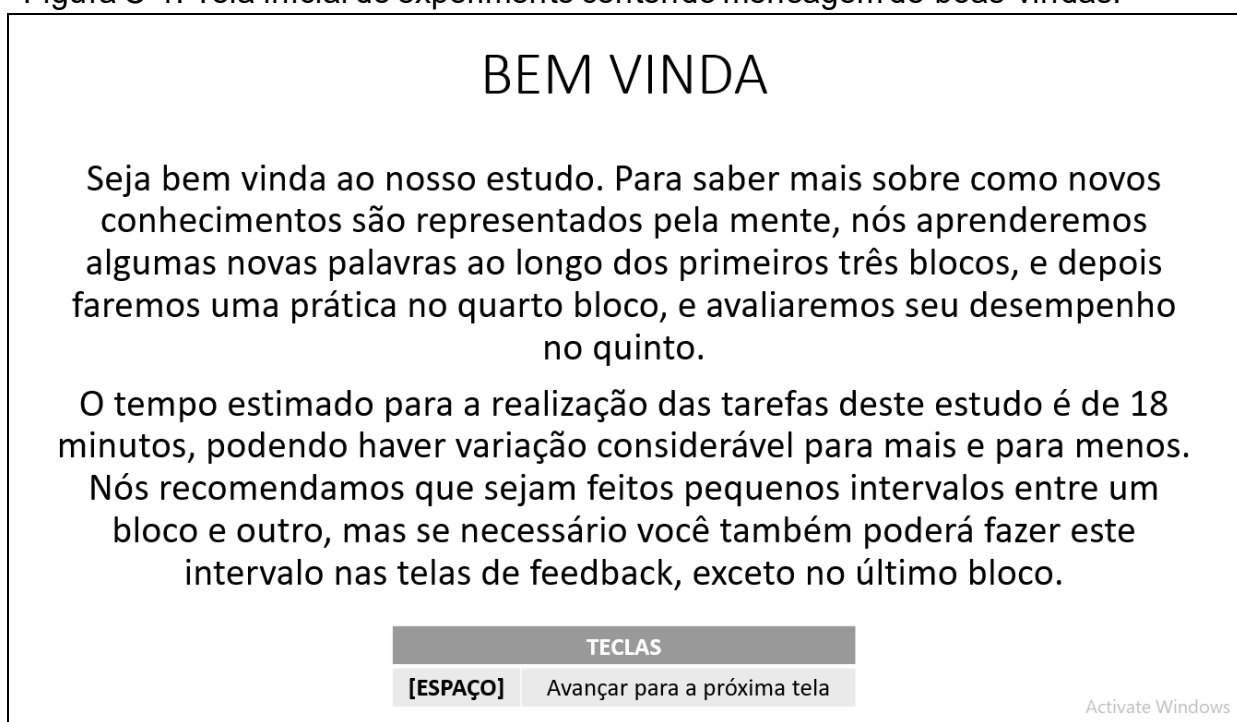 Figura 3-4. Tela inicial do experimento contendo mensagem de boas-vindas.
BEM VINDA
Seja bem vinda ao nosso estudo. Para saber mais sobre como novos
conhecimentos são representados pela mente, nós aprenderemos
algumas novas palavras ao longo dos primeiros três blocos, e depois
faremos uma prática no quarto bloco, e avaliaremos seu desempenho
no quinto.
O tempo estimado para a realização das tarefas deste estudo é de 18
minutos, podendo haver variação considerável para mais e para menos.
Nós recomendamos que sejam feitos pequenos intervalos entre um
bloco e outro, mas se necessário você também poderá fazer este
intervalo nas telas de feedback, exceto no último bloco.
TECLAS
[ESPAÇO] Avançar para a próxima tela
Activate Windows